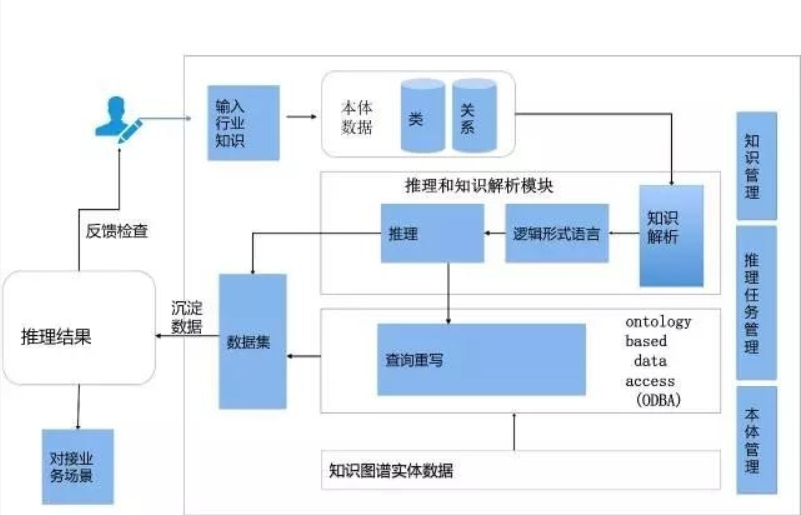 输入
行业
知识
本体
数据
类
关
系
知
识
管
理
推理和知识解析模块
推理
逻辑形式语言
知识
解析
反馈检查
推
理
任
务
管
理
推理结果
沉淀
数据
数据集
查询重写
ontology
based
data
access
(ODBA)
本
体
管
理
对接业
务场景
知识图谱实体数据